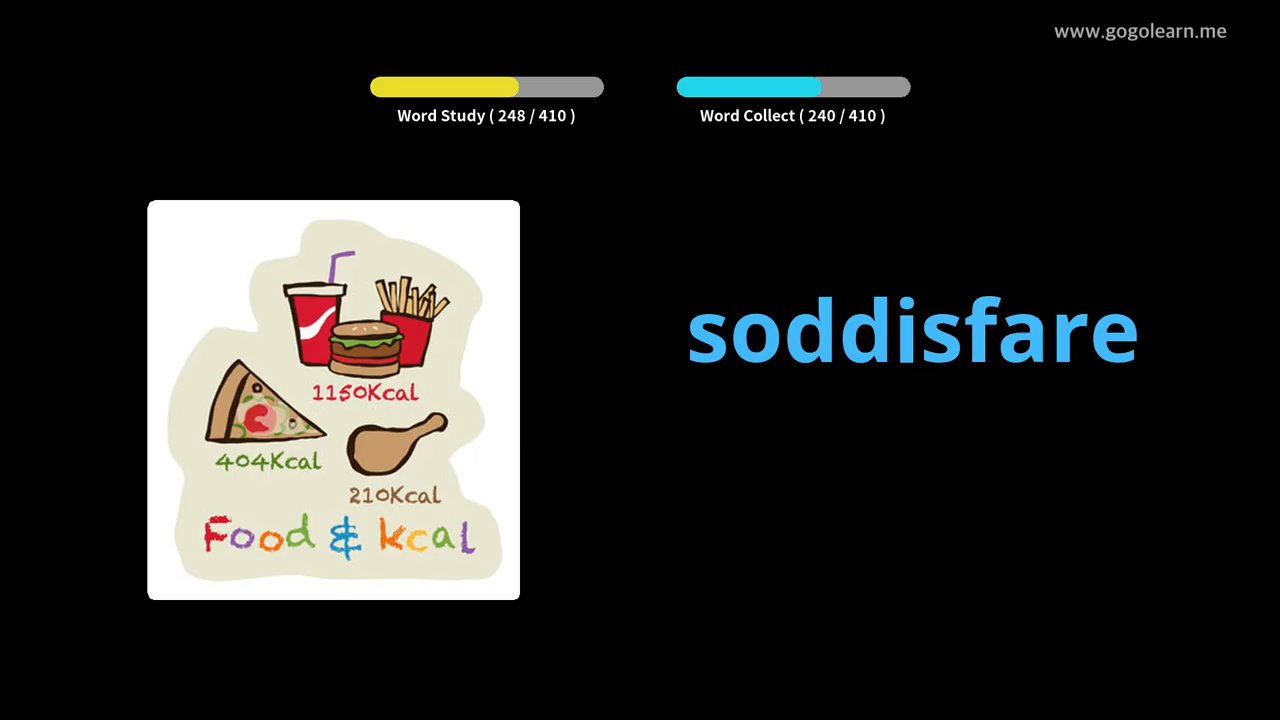 www.gogolearn.me
Word Study ( 248 / 410 )
Word Collect ( 240 / 410 )
soddisfare
1150Kcal
404Kcal
210Kcal
Food & kcal